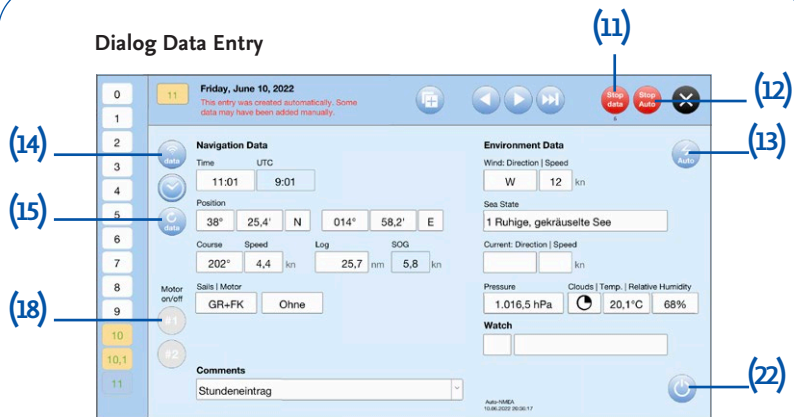 Dialog Data Entry
(11)
(12)
(13)
(14)
(15)
(18)
(22)
0
1
2
3
4
5
6
7
8
9
10
10,1
11
11
Friday, June 10, 2022
This entry was created automatically. Some
data may have been added manually.
Stop
data
A
Stop
Auto
data
data
Auto
Navigation Data
Time UTC
11:01 9:01
Position
38° 25,4' N 014° 58,2' E
Course Speed Log SOG
202° 4,4 kn 25,7 nm 5,8 kn
Motor
on/off
Sails | Motor
GR+FK Ohne
#1
#2
Comments
Stundeneintrag
Environment Data
Wind: Direction | Speed
W 12 kn
Sea State
1 Ruhige, gekräuselte See
Current: Direction | Speed
kn
Pressure Clouds | Temp. | Relative Humidity
1.016,5 hPa 20,1°C 68%
Watch
Auto-NMEA